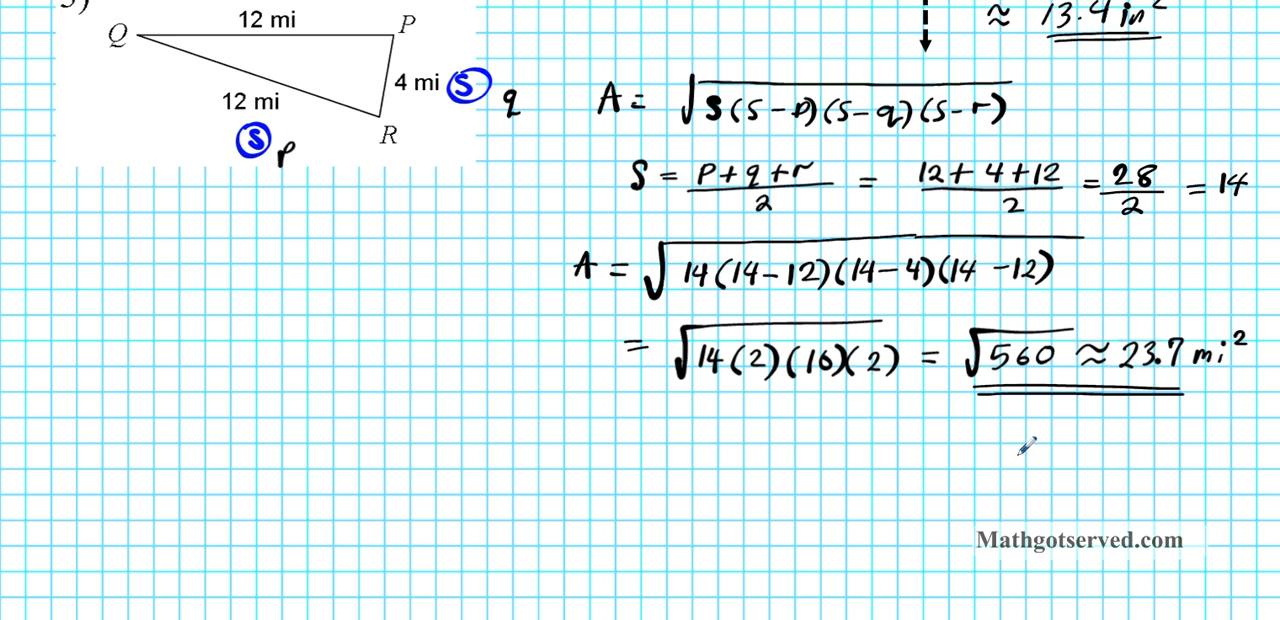 12 mi
Q
P
4 mi Ⓢ q
12 mi
R
Ⓢ p
≈ 13.4 in²
A = √(s(s-p)(s-q)(s-r))
S = p+q+r/2 = 12+4+12/2 = 28/2 = 14
A = √(14(14-12)(14-4)(14-12))
= √(14(2)(10)(2)) = √560 ≈ 23.7 mi²
Mathgotserved.com